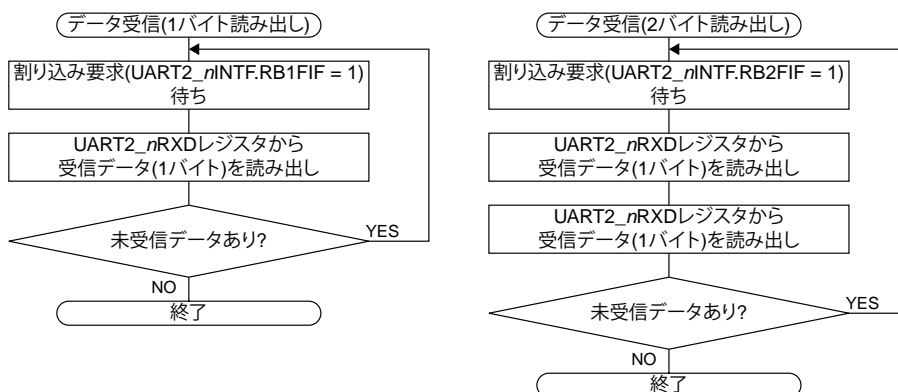 データ受信(1バイト読み出し)
割り込み要求(UART2_nINTF.RB1FIF = 1)
待ち
UART2_nRXDレジスタから
受信データ(1バイト)を読み出し
未受信データあり?
YES
NO
終了
データ受信(2バイト読み出し)
割り込み要求(UART2_nINTF.RB2FIF = 1)
待ち
UART2_nRXDレジスタから
受信データ(1バイト)を読み出し
UART2_nRXDレジスタから
受信データ(1バイト)を読み出し
未受信データあり?
YES
NO
終了